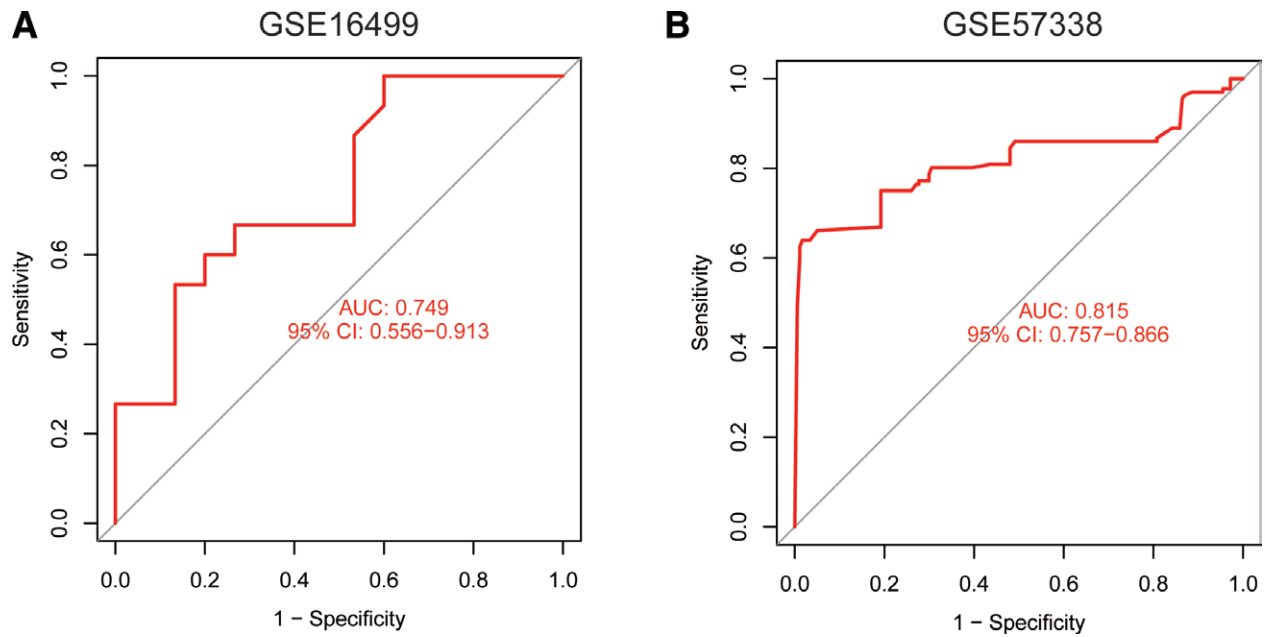 A
GSE16499
Sensitivity
1.0
0.8
0.6
0.4
0.2
0.0
AUC: 0.749
95% CI: 0.556−0.913
0.0 0.2 0.4 0.6 0.8 1.0
1 − Specificity
B
GSE57338
Sensitivity
1.0
0.8
0.6
0.4
0.2
0.0
AUC: 0.815
95% CI: 0.757−0.866
0.0 0.2 0.4 0.6 0.8 1.0
1 − Specificity